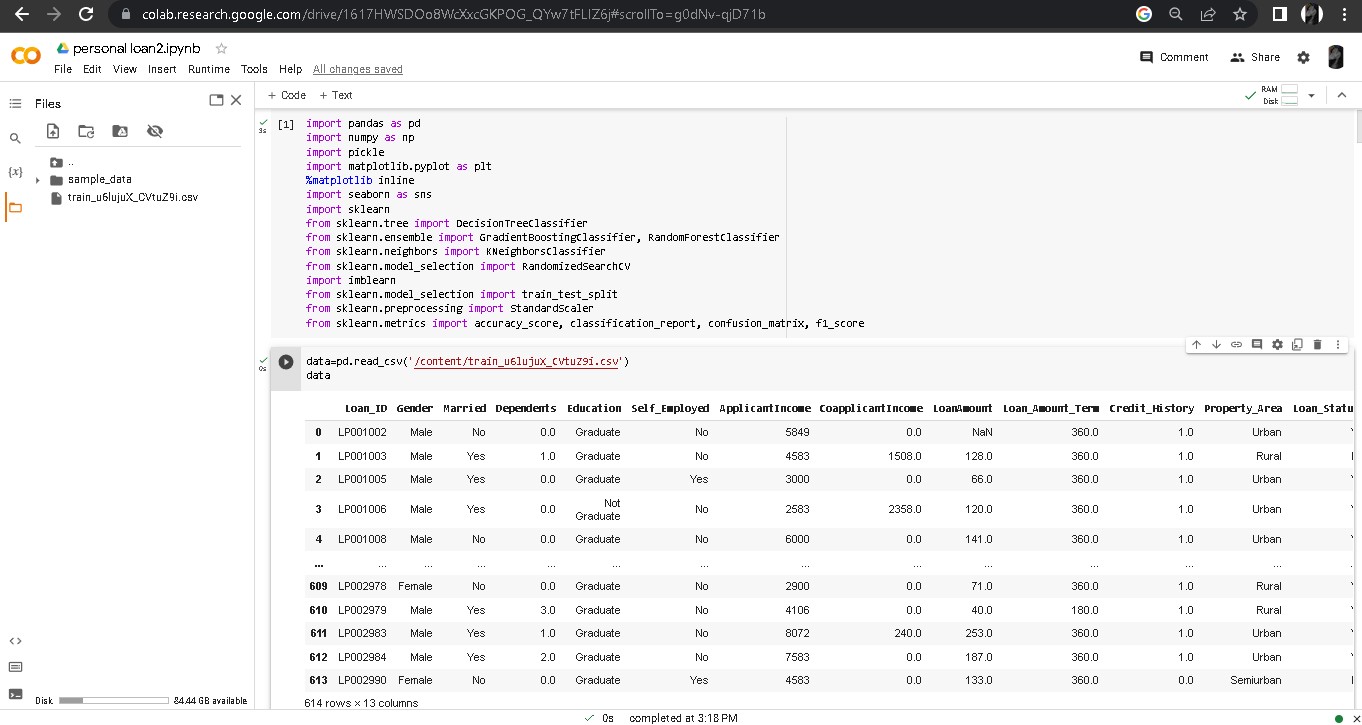 colab.research.google.com/drive/1617HWSDOo8WcXxcGKPOG_QYw7tFLIZ6j#scrollTo=g0dNv-qjD71b
personal loan2.ipynb
File Edit View Insert Runtime Tools Help All changes saved
Comment Share
Files
+ Code + Text
RAM
Disk
..
sample_data
train_u6lujuX_CVtuZ9i.csv
{x}
3s
[1] import pandas as pd
import numpy as np
import pickle
import matplotlib.pyplot as plt
%matplotlib inline
import seaborn as sns
import sklearn
from sklearn.tree import DecisionTreeClassifier
from sklearn.ensemble import GradientBoostingClassifier, RandomForestClassifier
from sklearn.neighbors import KNeighborsClassifier
from sklearn.model_selection import RandomizedSearchCV
import imblearn
from sklearn.model_selection import train_test_split
from sklearn.preprocessing import StandardScaler
from sklearn.metrics import accuracy_score, classification_report, confusion_matrix, f1_score
0s
data=pd.read_csv('/content/train_u6lujuX_CVtuZ9i.csv')
data
Loan_ID Gender Married Dependents Education Self_Employed ApplicantIncome CoapplicantIncome LoanAmount Loan_Amount_Term Credit_History Property_Area Loan_Statu
0 LP001002 Male No 0.0 Graduate No 5849 0.0 NaN 360.0 1.0 Urban
1 LP001003 Male Yes 1.0 Graduate No 4583 1508.0 128.0 360.0 1.0 Rural
2 LP001005 Male Yes 0.0 Graduate Yes 3000 0.0 66.0 360.0 1.0 Urban
3 LP001006 Male Yes 0.0 Not Graduate No 2583 2358.0 120.0 360.0 1.0 Urban
4 LP001008 Male No 0.0 Graduate No 6000 0.0 141.0 360.0 1.0 Urban
... ... ... ... ... ... ... ... ... ... ... ... ...
609 LP002978 Female No 0.0 Graduate No 2900 0.0 71.0 360.0 1.0 Rural
610 LP002979 Male Yes 3.0 Graduate No 4106 0.0 40.0 180.0 1.0 Rural
611 LP002983 Male Yes 1.0 Graduate No 8072 240.0 253.0 360.0 1.0 Urban
612 LP002984 Male Yes 2.0 Graduate No 7583 0.0 187.0 360.0 1.0 Urban
613 LP002990 Female No 0.0 Graduate Yes 4583 0.0 133.0 360.0 0.0 Semiurban
614 rows × 13 columns
Disk 84.44 GB available
0s completed at 3:18 PM